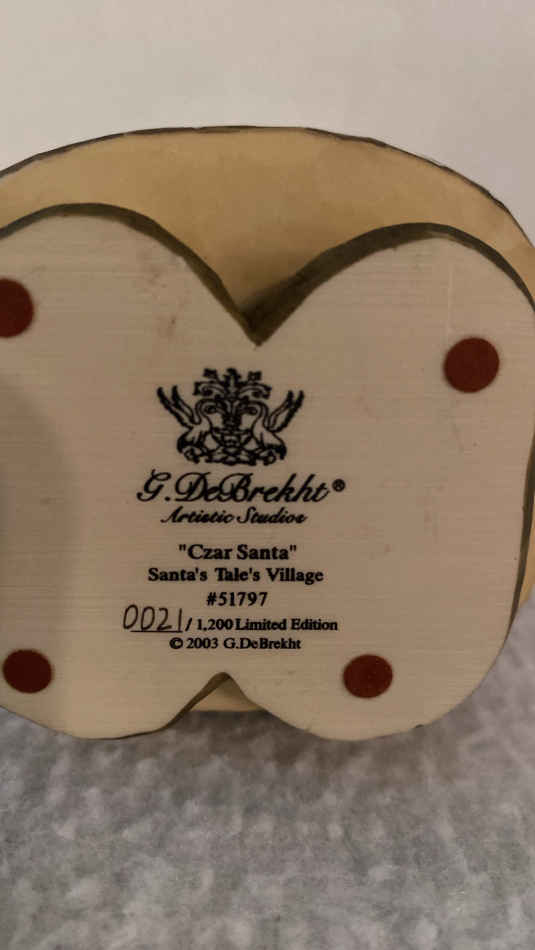 G.DeBrekht®
Artistic Studios
"Czar Santa"
Santa's Tale's Village
#51797
0021/1,200 Limited Edition
© 2003 G.DeBrekht